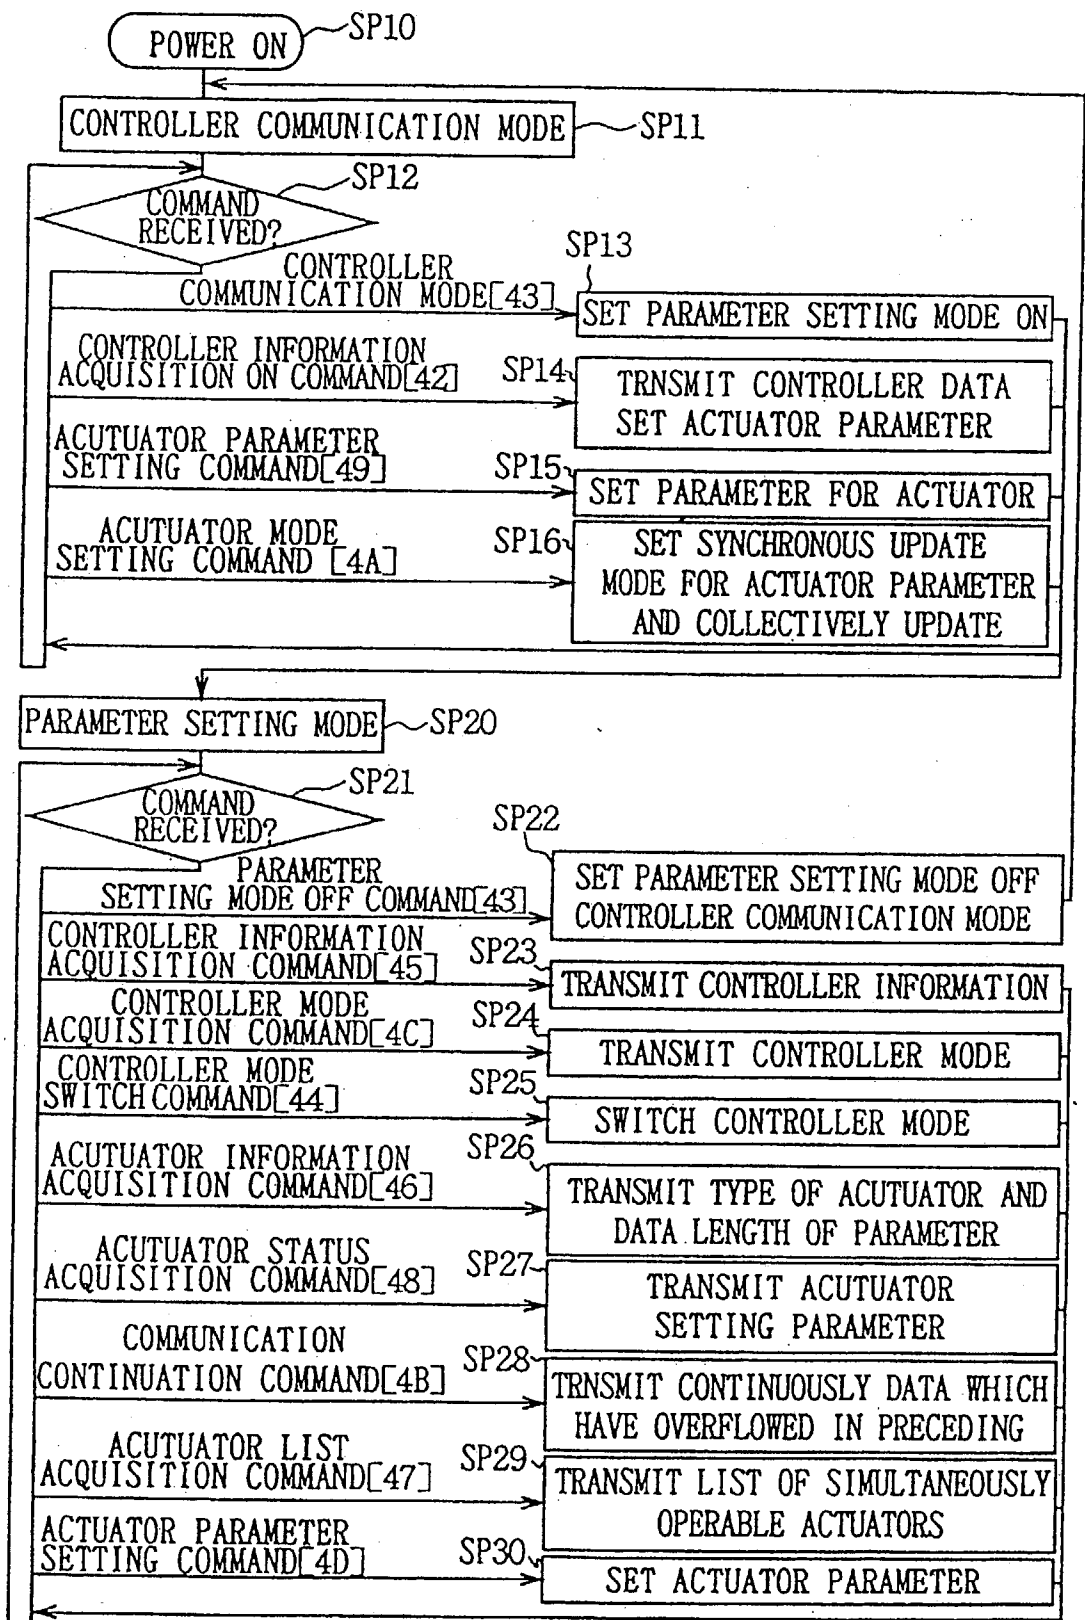 POWER ON
SP10
CONTROLLER COMMUNICATION MODE
SP11
SP12
COMMAND
RECEIVED?
CONTROLLER
COMMUNICATION MODE[43]
SP13
SET PARAMETER SETTING MODE ON
CONTROLLER INFORMATION
ACQUISITION ON COMMAND[42]
SP14
TRNSMIT CONTROLLER DATA
SET ACTUATOR PARAMETER
ACUTUATOR PARAMETER
SETTING COMMAND[49]
SP15
SET PARAMETER FOR ACTUATOR
ACUTUATOR MODE
SETTING COMMAND [4A]
SP16
SET SYNCHRONOUS UPDATE
MODE FOR ACTUATOR PARAMETER
AND COLLECTIVELY UPDATE
PARAMETER SETTING MODE
SP20
SP21
COMMAND
RECEIVED?
PARAMETER
SETTING MODE OFF COMMAND[43]
SP22
SET PARAMETER SETTING MODE OFF
CONTROLLER COMMUNICATION MODE
CONTROLLER INFORMATION
ACQUISITION COMMAND[45]
SP23
TRANSMIT CONTROLLER INFORMATION
CONTROLLER MODE
ACQUISITION COMMAND[4C]
SP24
TRANSMIT CONTROLLER MODE
CONTROLLER MODE
SWITCH COMMAND[44]
SP25
SWITCH CONTROLLER MODE
ACUTUATOR INFORMATION
ACQUISITION COMMAND[46]
SP26
TRANSMIT TYPE OF ACUTUATOR AND
DATA LENGTH OF PARAMETER
ACUTUATOR STATUS
ACQUISITION COMMAND[48]
SP27
TRANSMIT ACUTUATOR
SETTING PARAMETER
COMMUNICATION
CONTINUATION COMMAND[4B]
SP28
TRNSMIT CONTINUOUSLY DATA WHICH
HAVE OVERFLOWED IN PRECEDING
ACUTUATOR LIST
ACQUISITION COMMAND[47]
SP29
TRANSMIT LIST OF SIMULTANEOUSLY
OPERABLE ACTUATORS
ACTUATOR PARAMETER
SETTING COMMAND[4D]
SP30
SET ACTUATOR PARAMETER